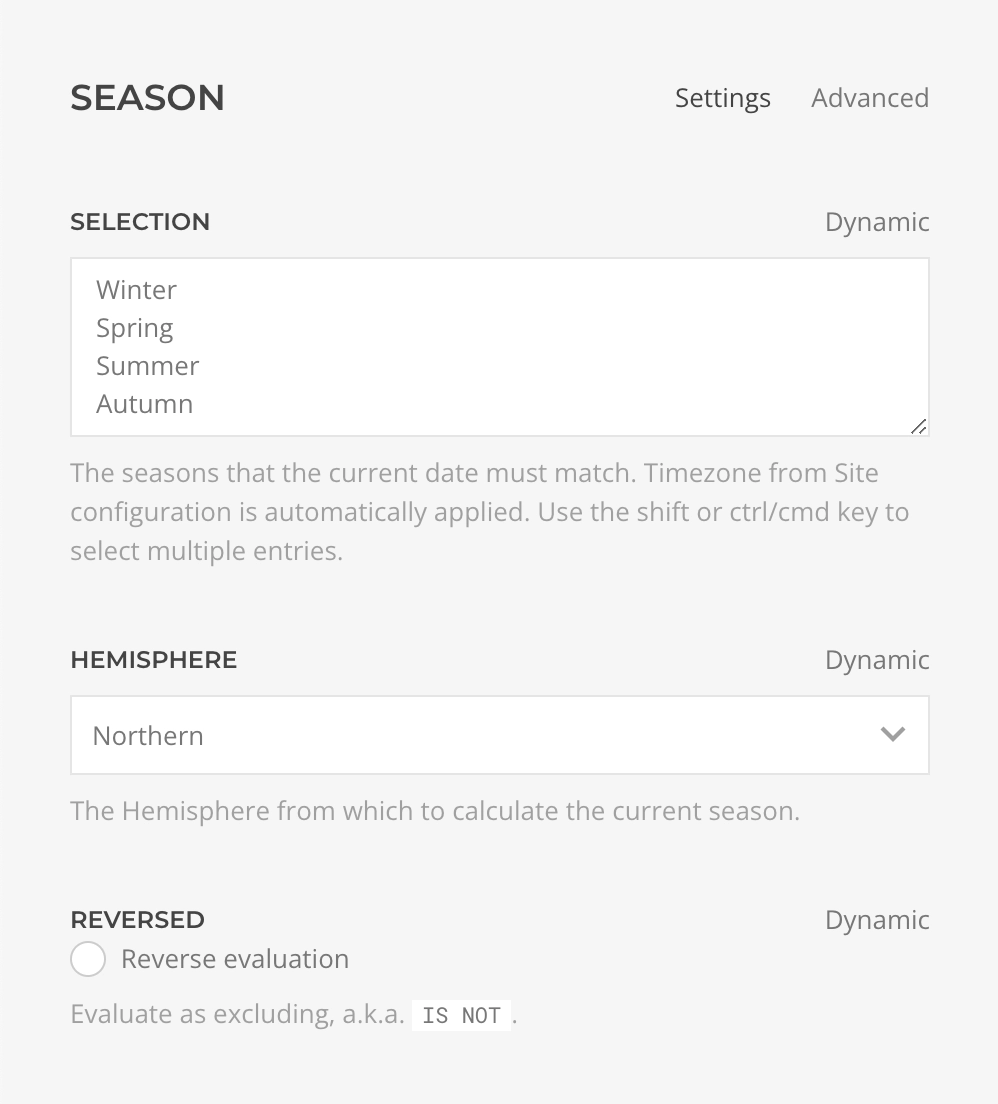 SEASON
Settings
Advanced
SELECTION
Dynamic
Winter
Spring
Summer
Autumn
The seasons that the current date must match. Timezone from Site
configuration is automatically applied. Use the shift or ctrl/cmd key to
select multiple entries.
HEMISPHERE
Dynamic
Northern
The Hemisphere from which to calculate the current season.
REVERSED
Dynamic
Reverse evaluation
Evaluate as excluding, a.k.a. IS NOT.